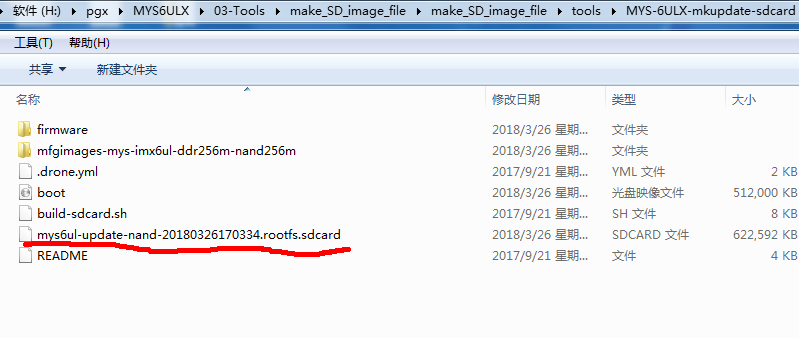 软件 (H:) ▸ pgx ▸ MYS6ULX ▸ 03-Tools ▸ make_SD_image_file ▸ make_SD_image_file ▸ tools ▸ MYS-6ULX-mkupdate-sdcard
工具(T) 帮助(H)
共享 新建文件夹
名称 修改日期 类型 大小
firmware 2018/3/26 星期... 文件夹
mfgimages-mys-imx6ul-ddr256m-nand256m 2018/3/26 星期... 文件夹
.drone.yml 2017/9/21 星期... YML 文件 2 KB
boot 2018/3/26 星期... 光盘映像文件 512,000 KB
build-sdcard.sh 2017/9/21 星期... SH 文件 8 KB
mys6ul-update-nand-20180326170334.rootfs.sdcard 2018/3/26 星期... SDCARD 文件 622,592 KB
README 2017/9/21 星期... 文件 4 KB